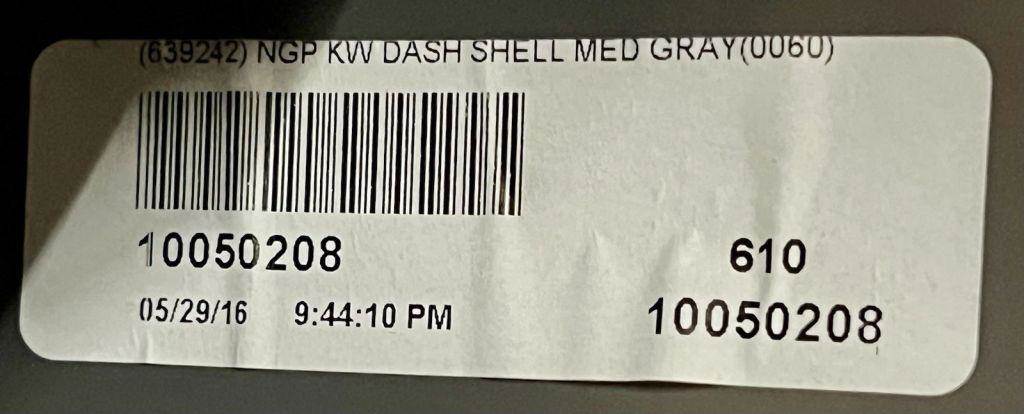 (639242) NGP KW DASH SHELL MED GRAY(0060)
10050208
610
05/29/16 9:44:10 PM
10050208